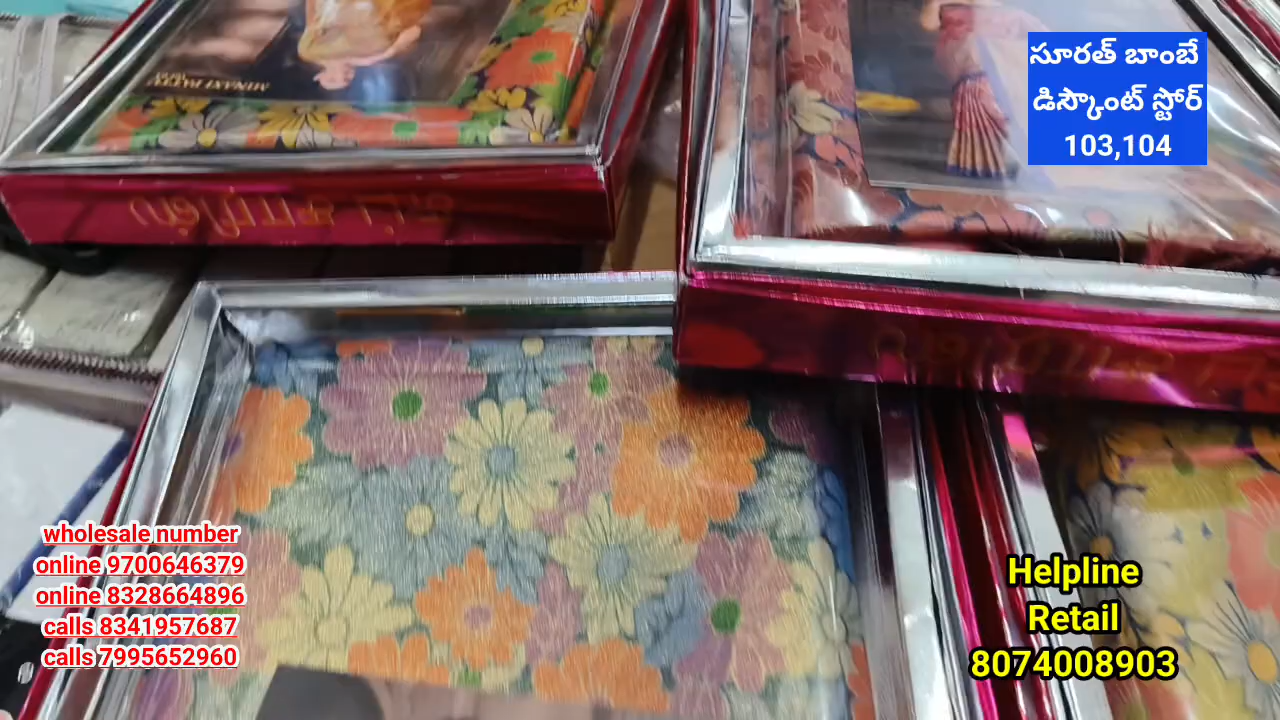 సూరత్ బాంబే
డిస్కౌంట్ స్టోర్
103,104
wholesale number
online 9700646379
online 8328664896
calls 8341957687
calls 7995652960
Helpline
Retail
8074008903